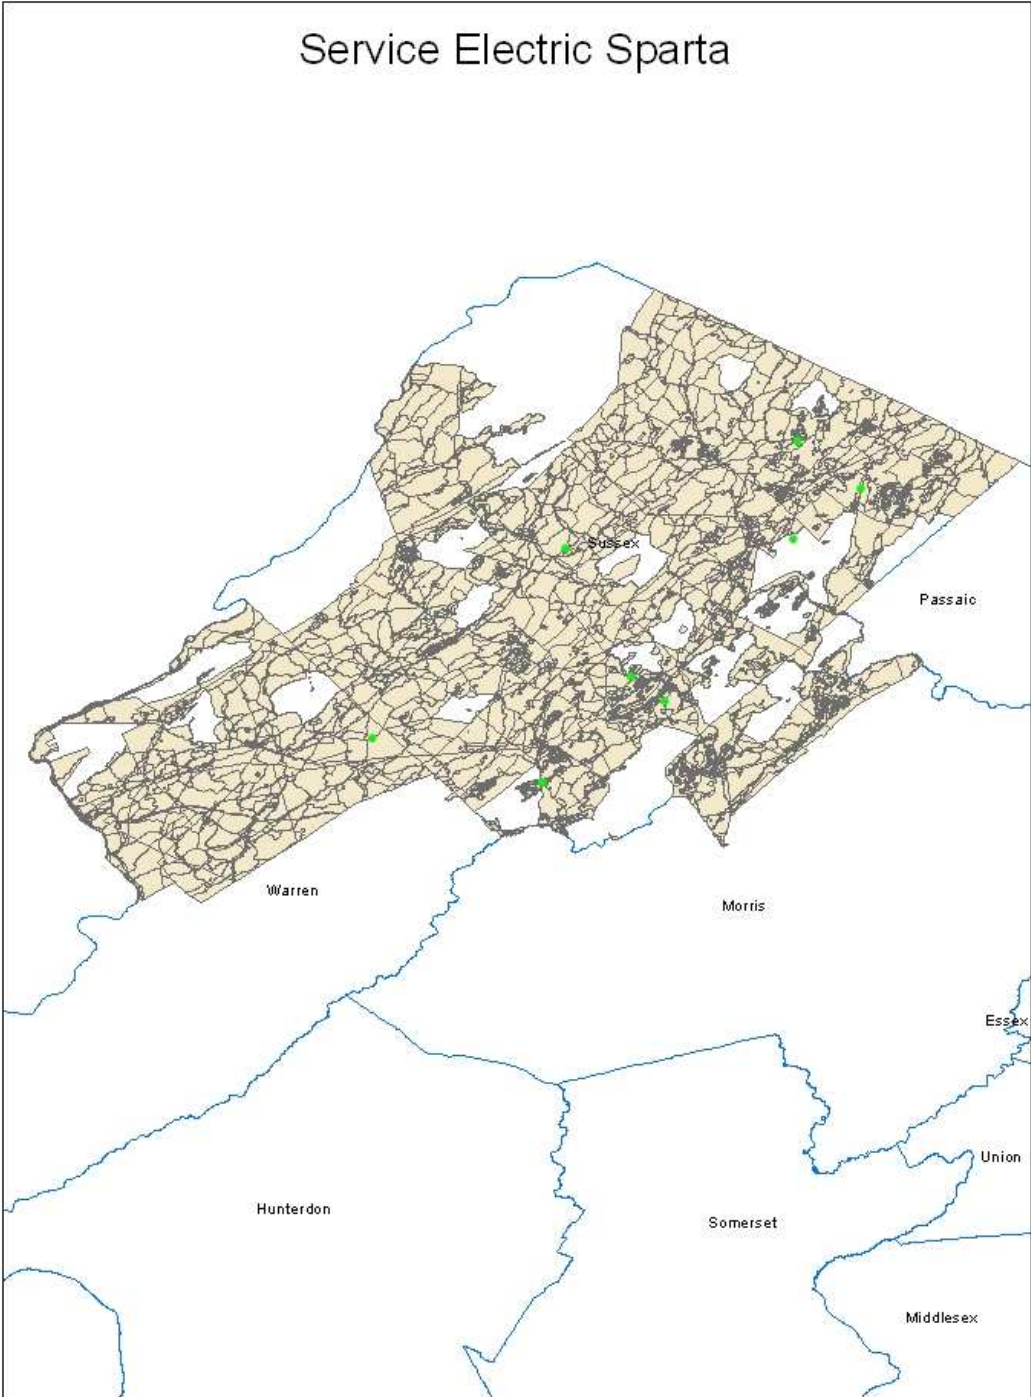 Service Electric Sparta
Sussex
Passaic
Warren
Morris
Essex
Union
Hunterdon
Somerset
Middlesex